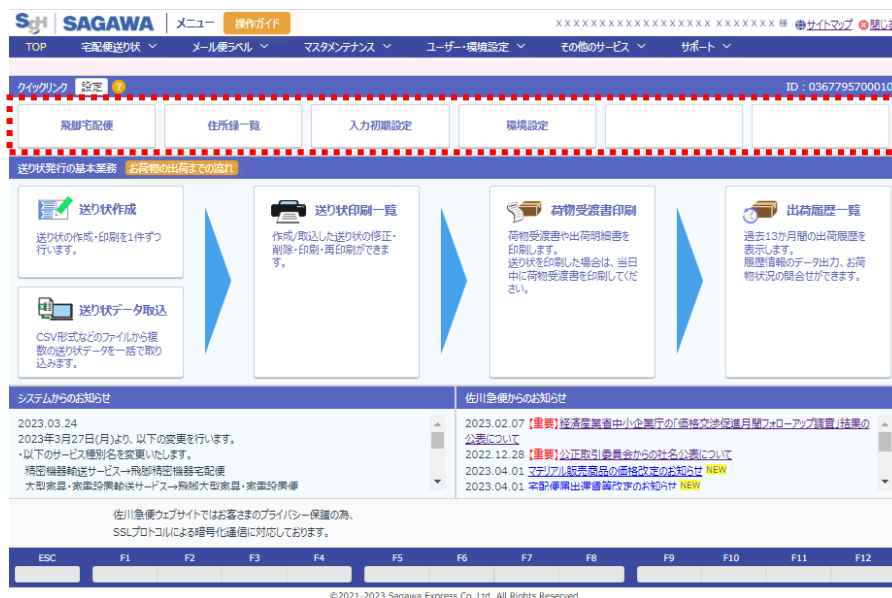 SGH SAGAWA メニュー 操作ガイド XXXXXXXXXXXXXXXXXXXX XXXXXXX 様 サイトマップ 閉じる
TOP 宅配便送り状 メール便ラベル マスタメンテナンス ユーザー・環境設定 その他のサービス サポート
クイックリンク 設定 ? ID:0367795700010
飛脚宅配便 住所録一覧 入力初期設定 環境設定
送り状発行の基本業務 お荷物の出荷までの流れ
送り状作成
送り状の作成・印刷を1件ずつ
行います。
送り状データ取込
CSV形式などのファイルから複
数の送り状データを一括で取り
込みます。
送り状印刷一覧
作成/取込した送り状の修正・
削除・印刷・再印刷ができま
す。
荷物受渡書印刷
荷物受渡書や出荷明細書を
印刷します。
送り状を印刷した場合は、当日
中に荷物受渡書を印刷してくだ
さい。
出荷履歴一覧
過去13か月間の出荷履歴を
表示します。
履歴情報のデータ出力、お荷
物状況の問合せができます。
システムからのお知らせ
2023.03.24
2023年3月27日(月)より、以下の変更を行います。
・以下のサービス種別名を変更いたします。
精密機器輸送サービス→飛脚精密機器宅配便
大型家具・家電設置輸送サービス→飛脚大型家具・家電設置便
佐川急便からのお知らせ
2023.02.07【重要】経済産業省中小企業庁の「価格交渉促進月間フォローアップ調査」結果の
公表について
2022.12.28【重要】公正取引委員会からの社名公表について
2023.04.01 マテリアル販売商品の価格改定のお知らせ NEW
2023.04.01 宅配便届出運賃等改定のお知らせ NEW
佐川急便ウェブサイトではお客さまのプライバシー保護の為、
SSLプロトコルによる暗号化通信に対応しております。
ESC F1 F2 F3 F4 F5 F6 F7 F8 F9 F10 F11 F12
©2021-2023 Sagawa Express Co.,Ltd. All Rights Reserved